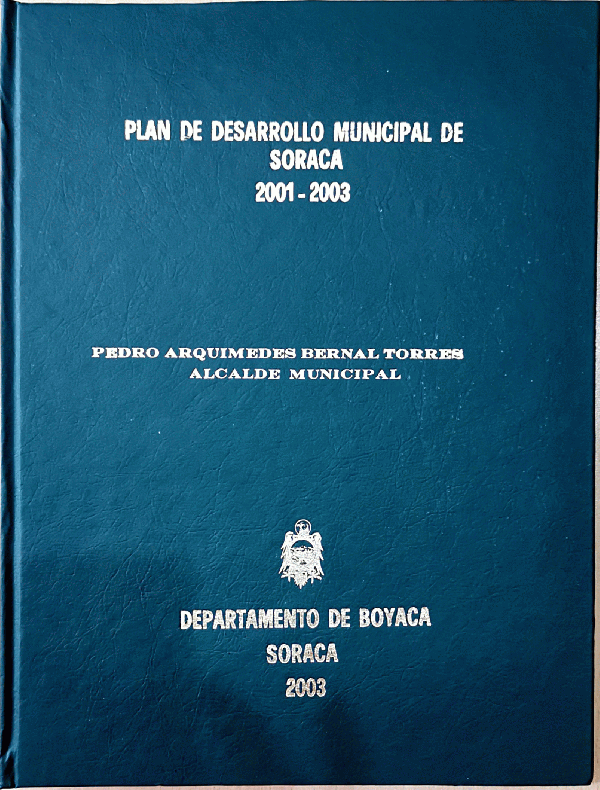 PLAN DE DESARROLLO MUNICIPAL DE
SORACA
2001 - 2003
PEDRO ARQUIMEDES BERNAL TORRES
ALCALDE MUNICIPAL
DEPARTAMENTO DE BOYACA
SORACA
2003